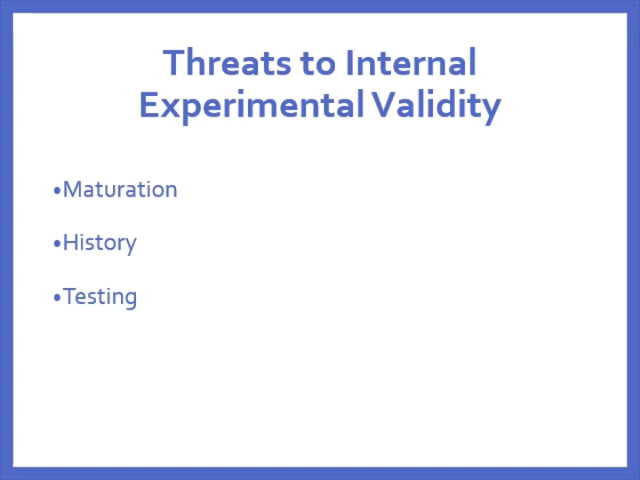 Threats to Internal
Experimental Validity
•Maturation
•History
•Testing